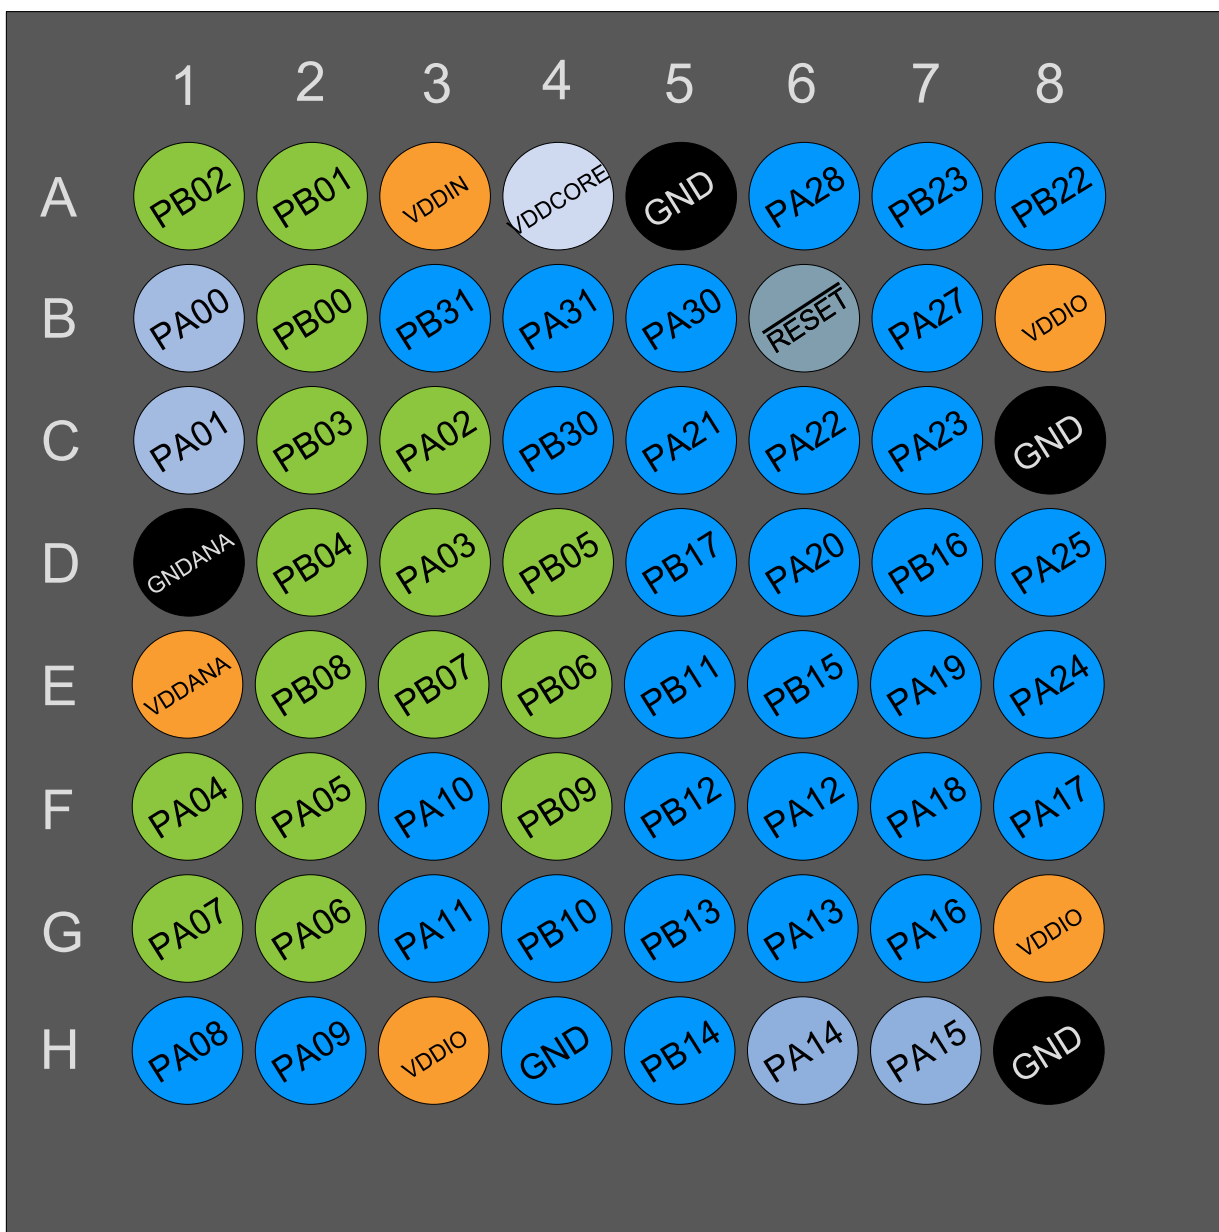 1 2 3 4 5 6 7 8
A PB02 PB01 VDDIN VDDCORE GND PA28 PB23 PB22
B PA00 PB00 PB31 PA31 PA30 RESET PA27 VDDIO
C PA01 PB03 PA02 PB30 PA21 PA22 PA23 GND
D GNDANA PB04 PA03 PB05 PB17 PA20 PB16 PA25
E VDDANA PB08 PB07 PB06 PB11 PB15 PA19 PA24
F PA04 PA05 PA10 PB09 PB12 PA12 PA18 PA17
G PA07 PA06 PA11 PB10 PB13 PA13 PA16 VDDIO
H PA08 PA09 VDDIO GND PB14 PA14 PA15 GND